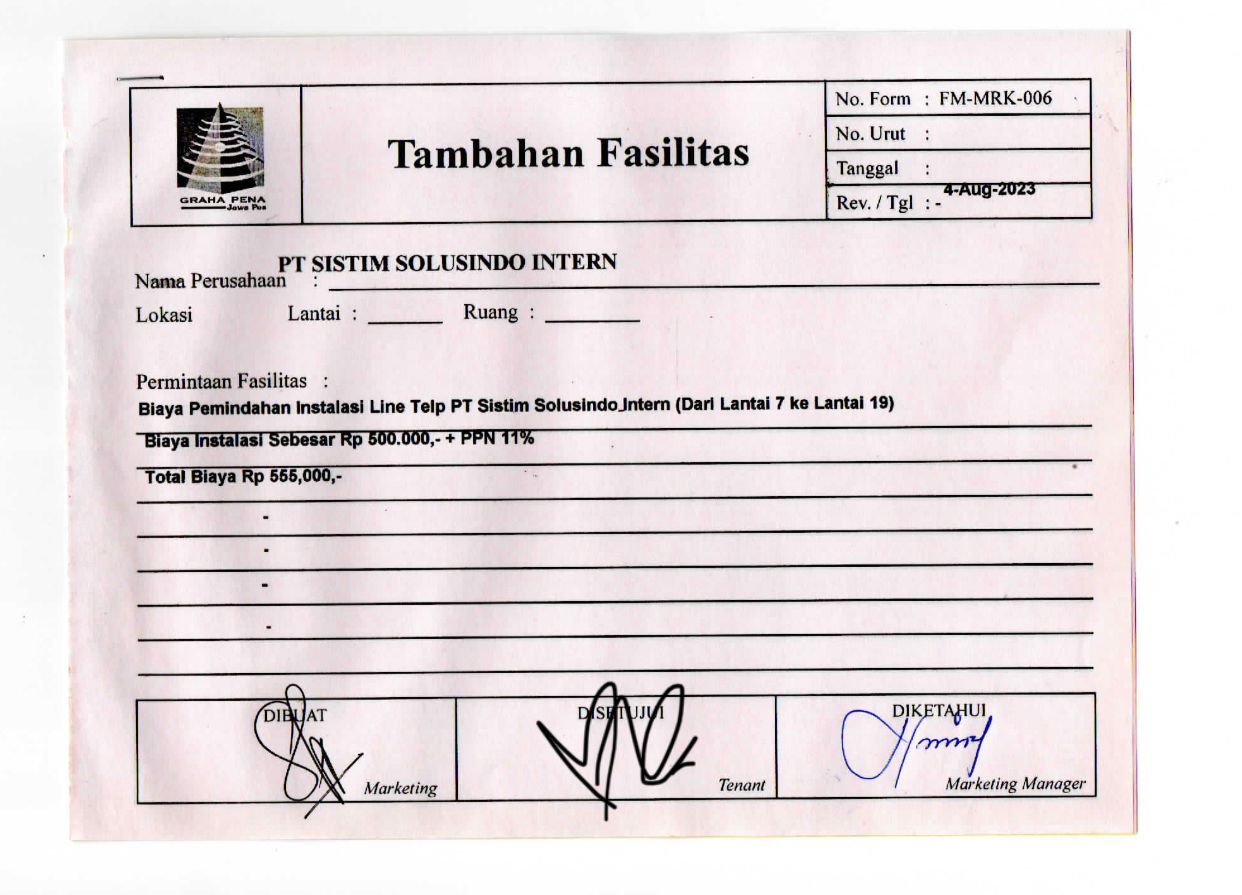 GRAHA PENA
Jawa Pos
Tambahan Fasilitas
No. Form : FM-MRK-006
No. Urut :
Tanggal :
4-Aug-2023
Rev. / Tgl : -
PT SISTIM SOLUSINDO INTERN
Nama Perusahaan :
Lokasi Lantai : Ruang :
Permintaan Fasilitas :
Biaya Pemindahan Instalasi Line Telp PT Sistim Solusindo Intern (Dari Lantai 7 ke Lantai 19)
Biaya Instalasi Sebesar Rp 500.000,- + PPN 11%
Total Biaya Rp 555,000,-
-
-
-
-
DIBUAT DISETUJUI DIKETAHUI
Marketing Tenant Marketing Manager